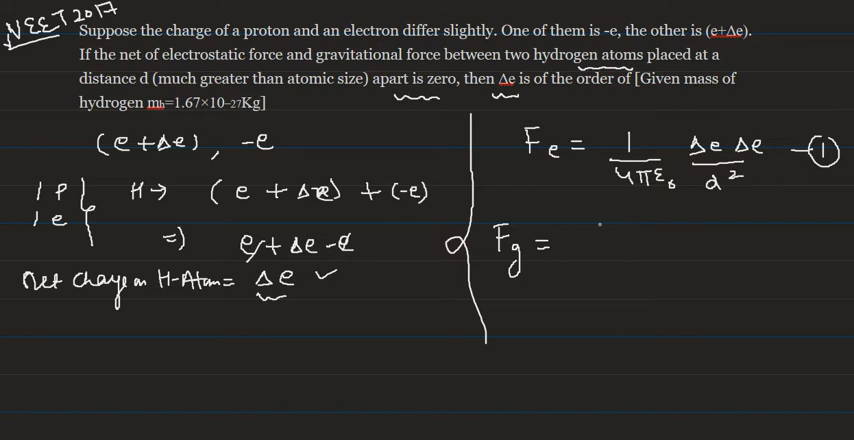 NEET 2017
Suppose the charge of a proton and an electron differ slightly. One of them is -e, the other is (e+Δe).
If the net of electrostatic force and gravitational force between two hydrogen atoms placed at a
distance d (much greater than atomic size) apart is zero, then Δe is of the order of [Given mass of
hydrogen mh=1.67×10-27Kg]
(e+Δe), -e
1 P
1 e
H → (e + Δe) + (-e)
=) e + Δe - e
Net charge on H-Atom = Δe ✓
Fe = 1/4πε₀ Δe Δe/d² —①
Fg =